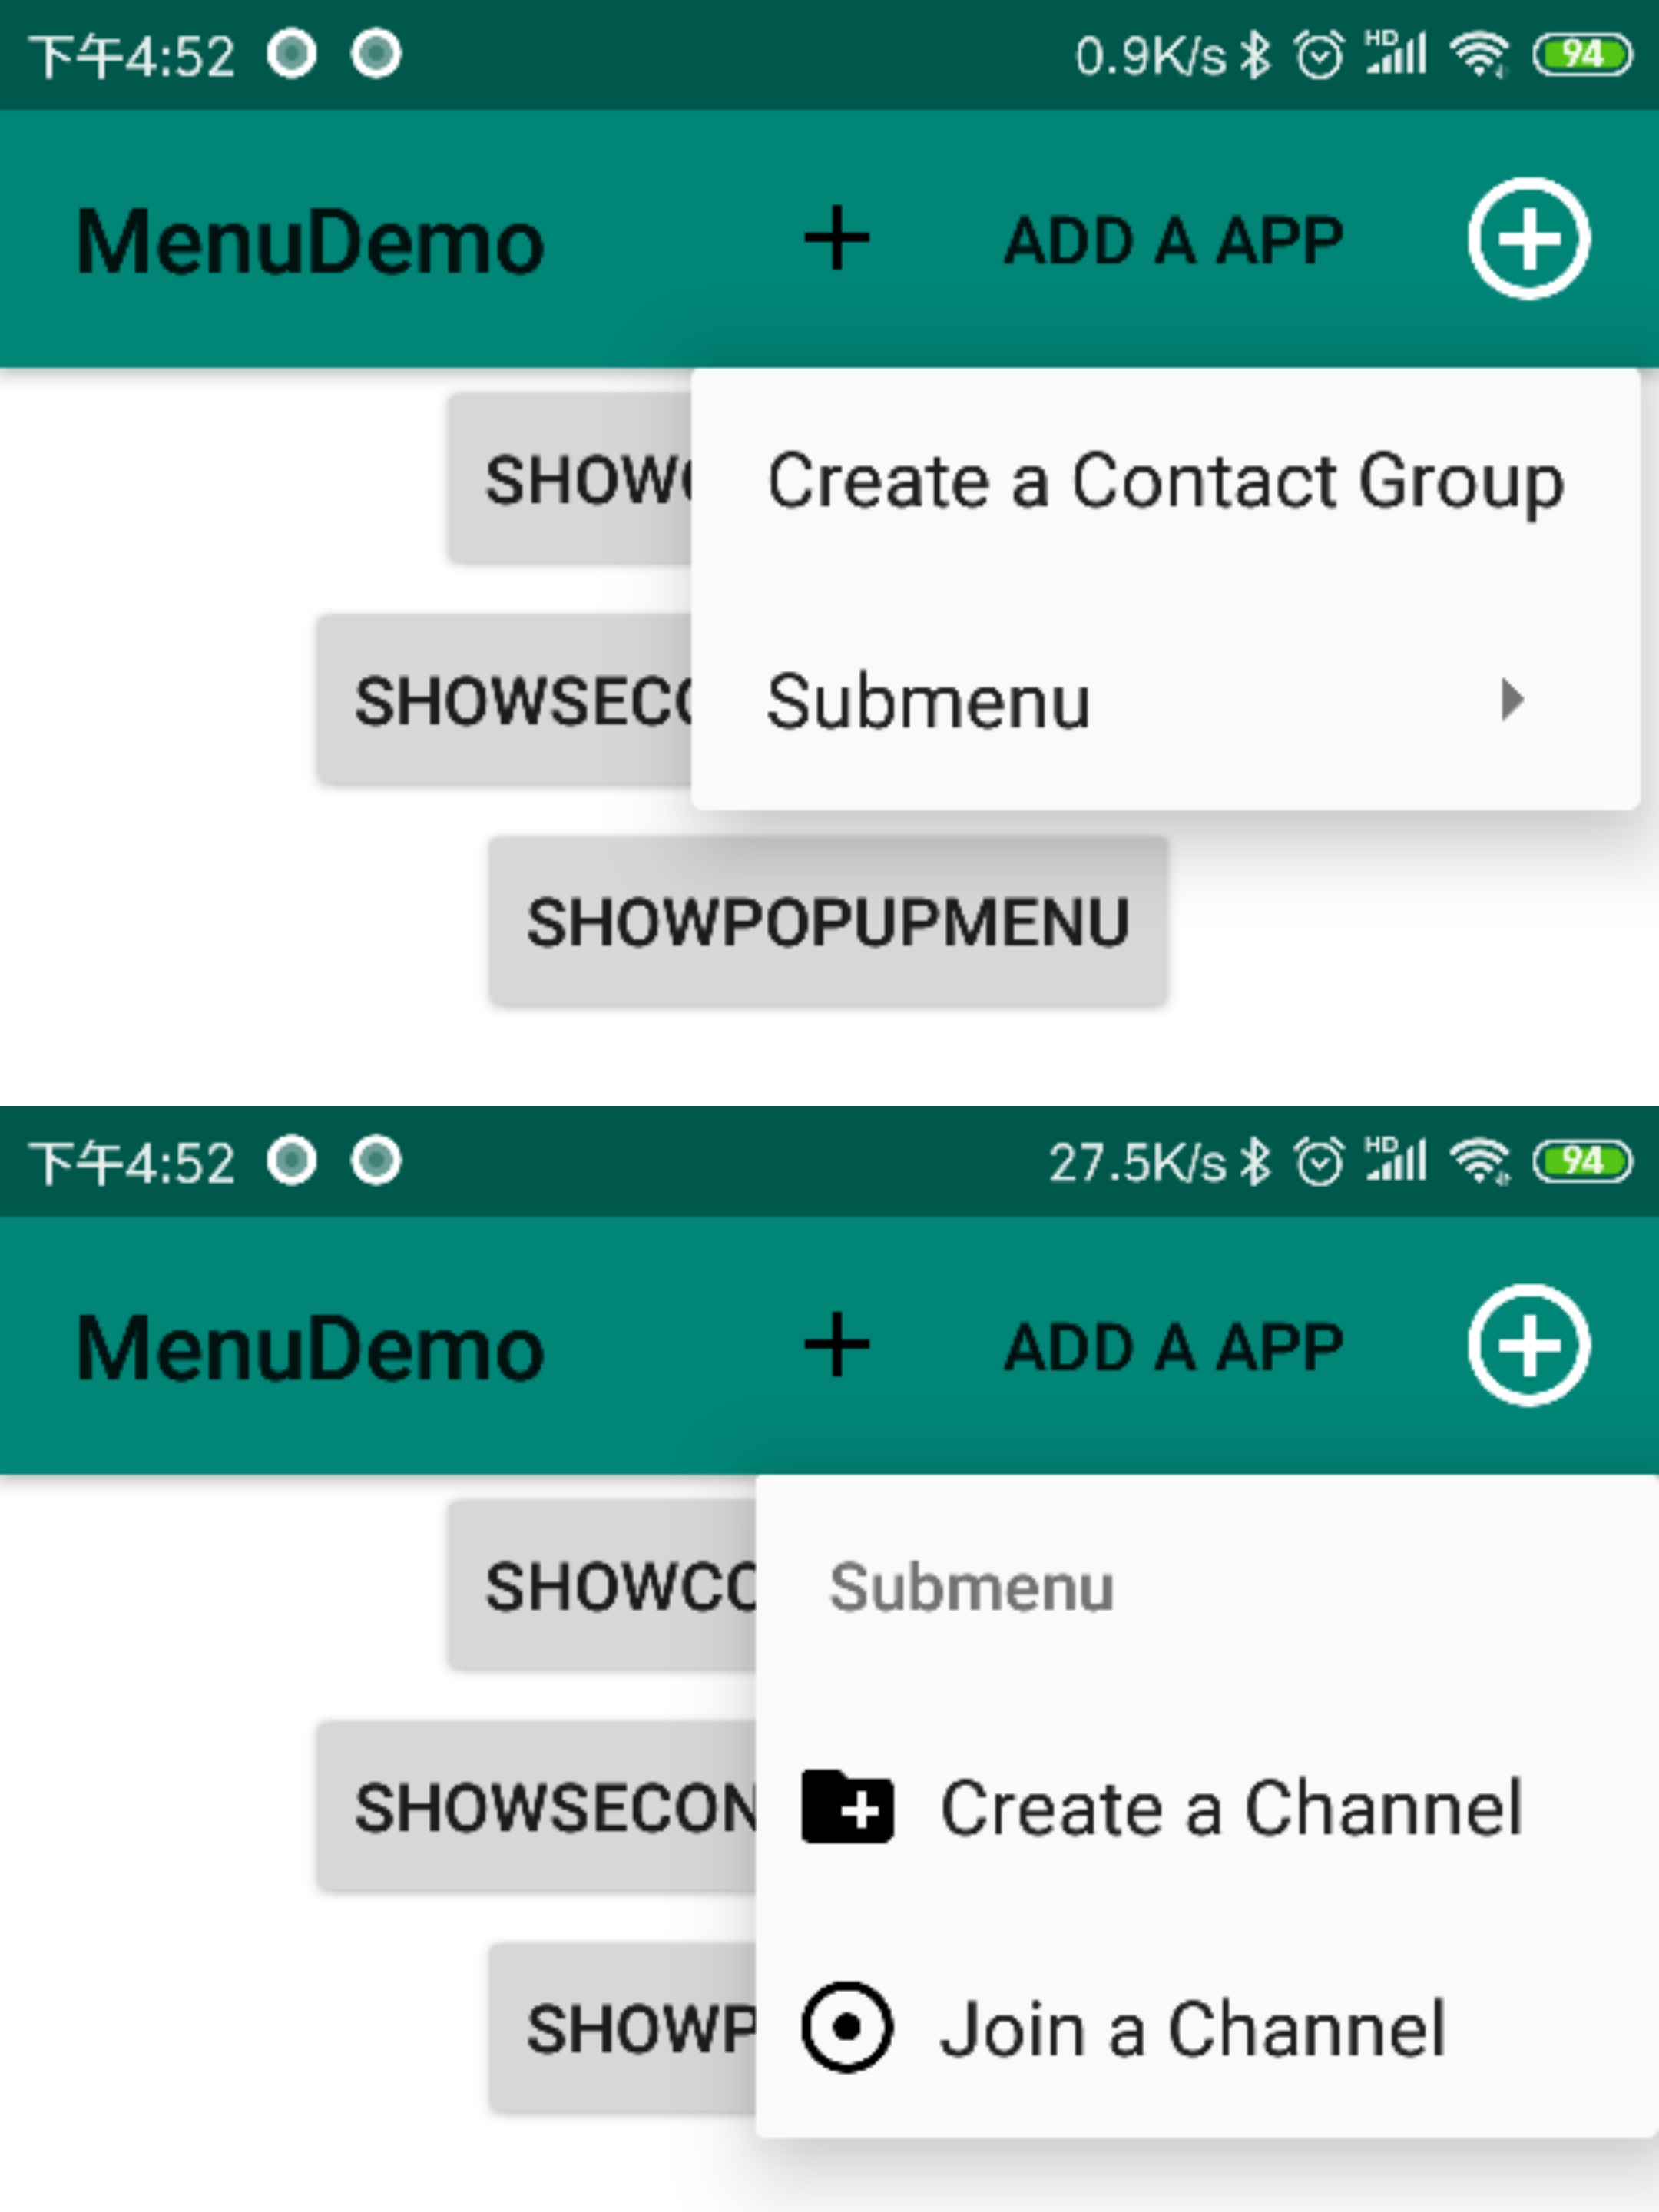 下午4:52 0.9K/s HD 94
MenuDemo + ADD A APP
SHOW
Create a Contact Group
SHOWSEC
Submenu
SHOWPOPUPMENU
下午4:52 27.5K/s HD 94
MenuDemo + ADD A APP
SHOWCO
Submenu
SHOWSECON
Create a Channel
SHOWP
Join a Channel